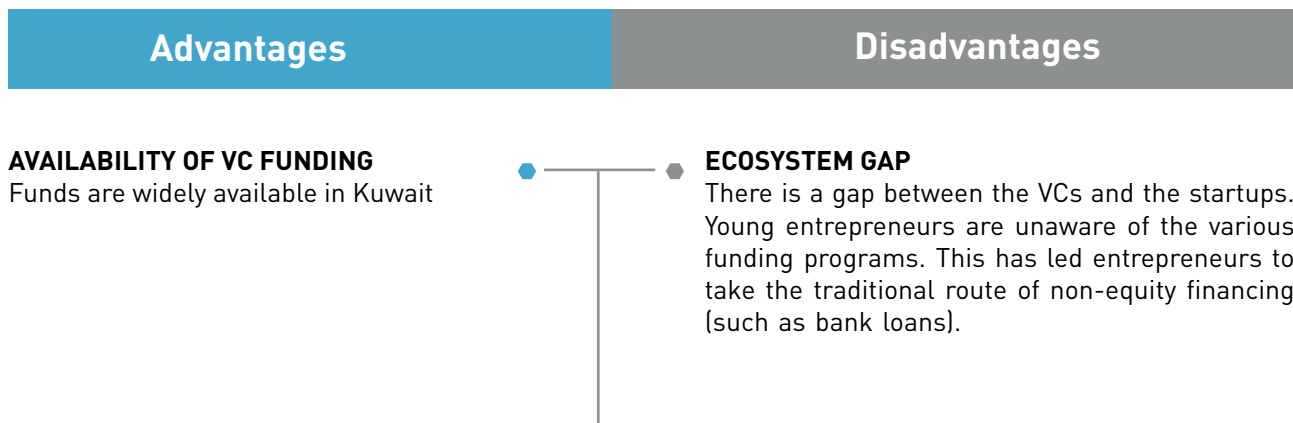 Advantages
Disadvantages
AVAILABILITY OF VC FUNDING
Funds are widely available in Kuwait
ECOSYSTEM GAP
There is a gap between the VCs and the startups.
Young entrepreneurs are unaware of the various
funding programs. This has led entrepreneurs to
take the traditional route of non-equity financing
(such as bank loans).